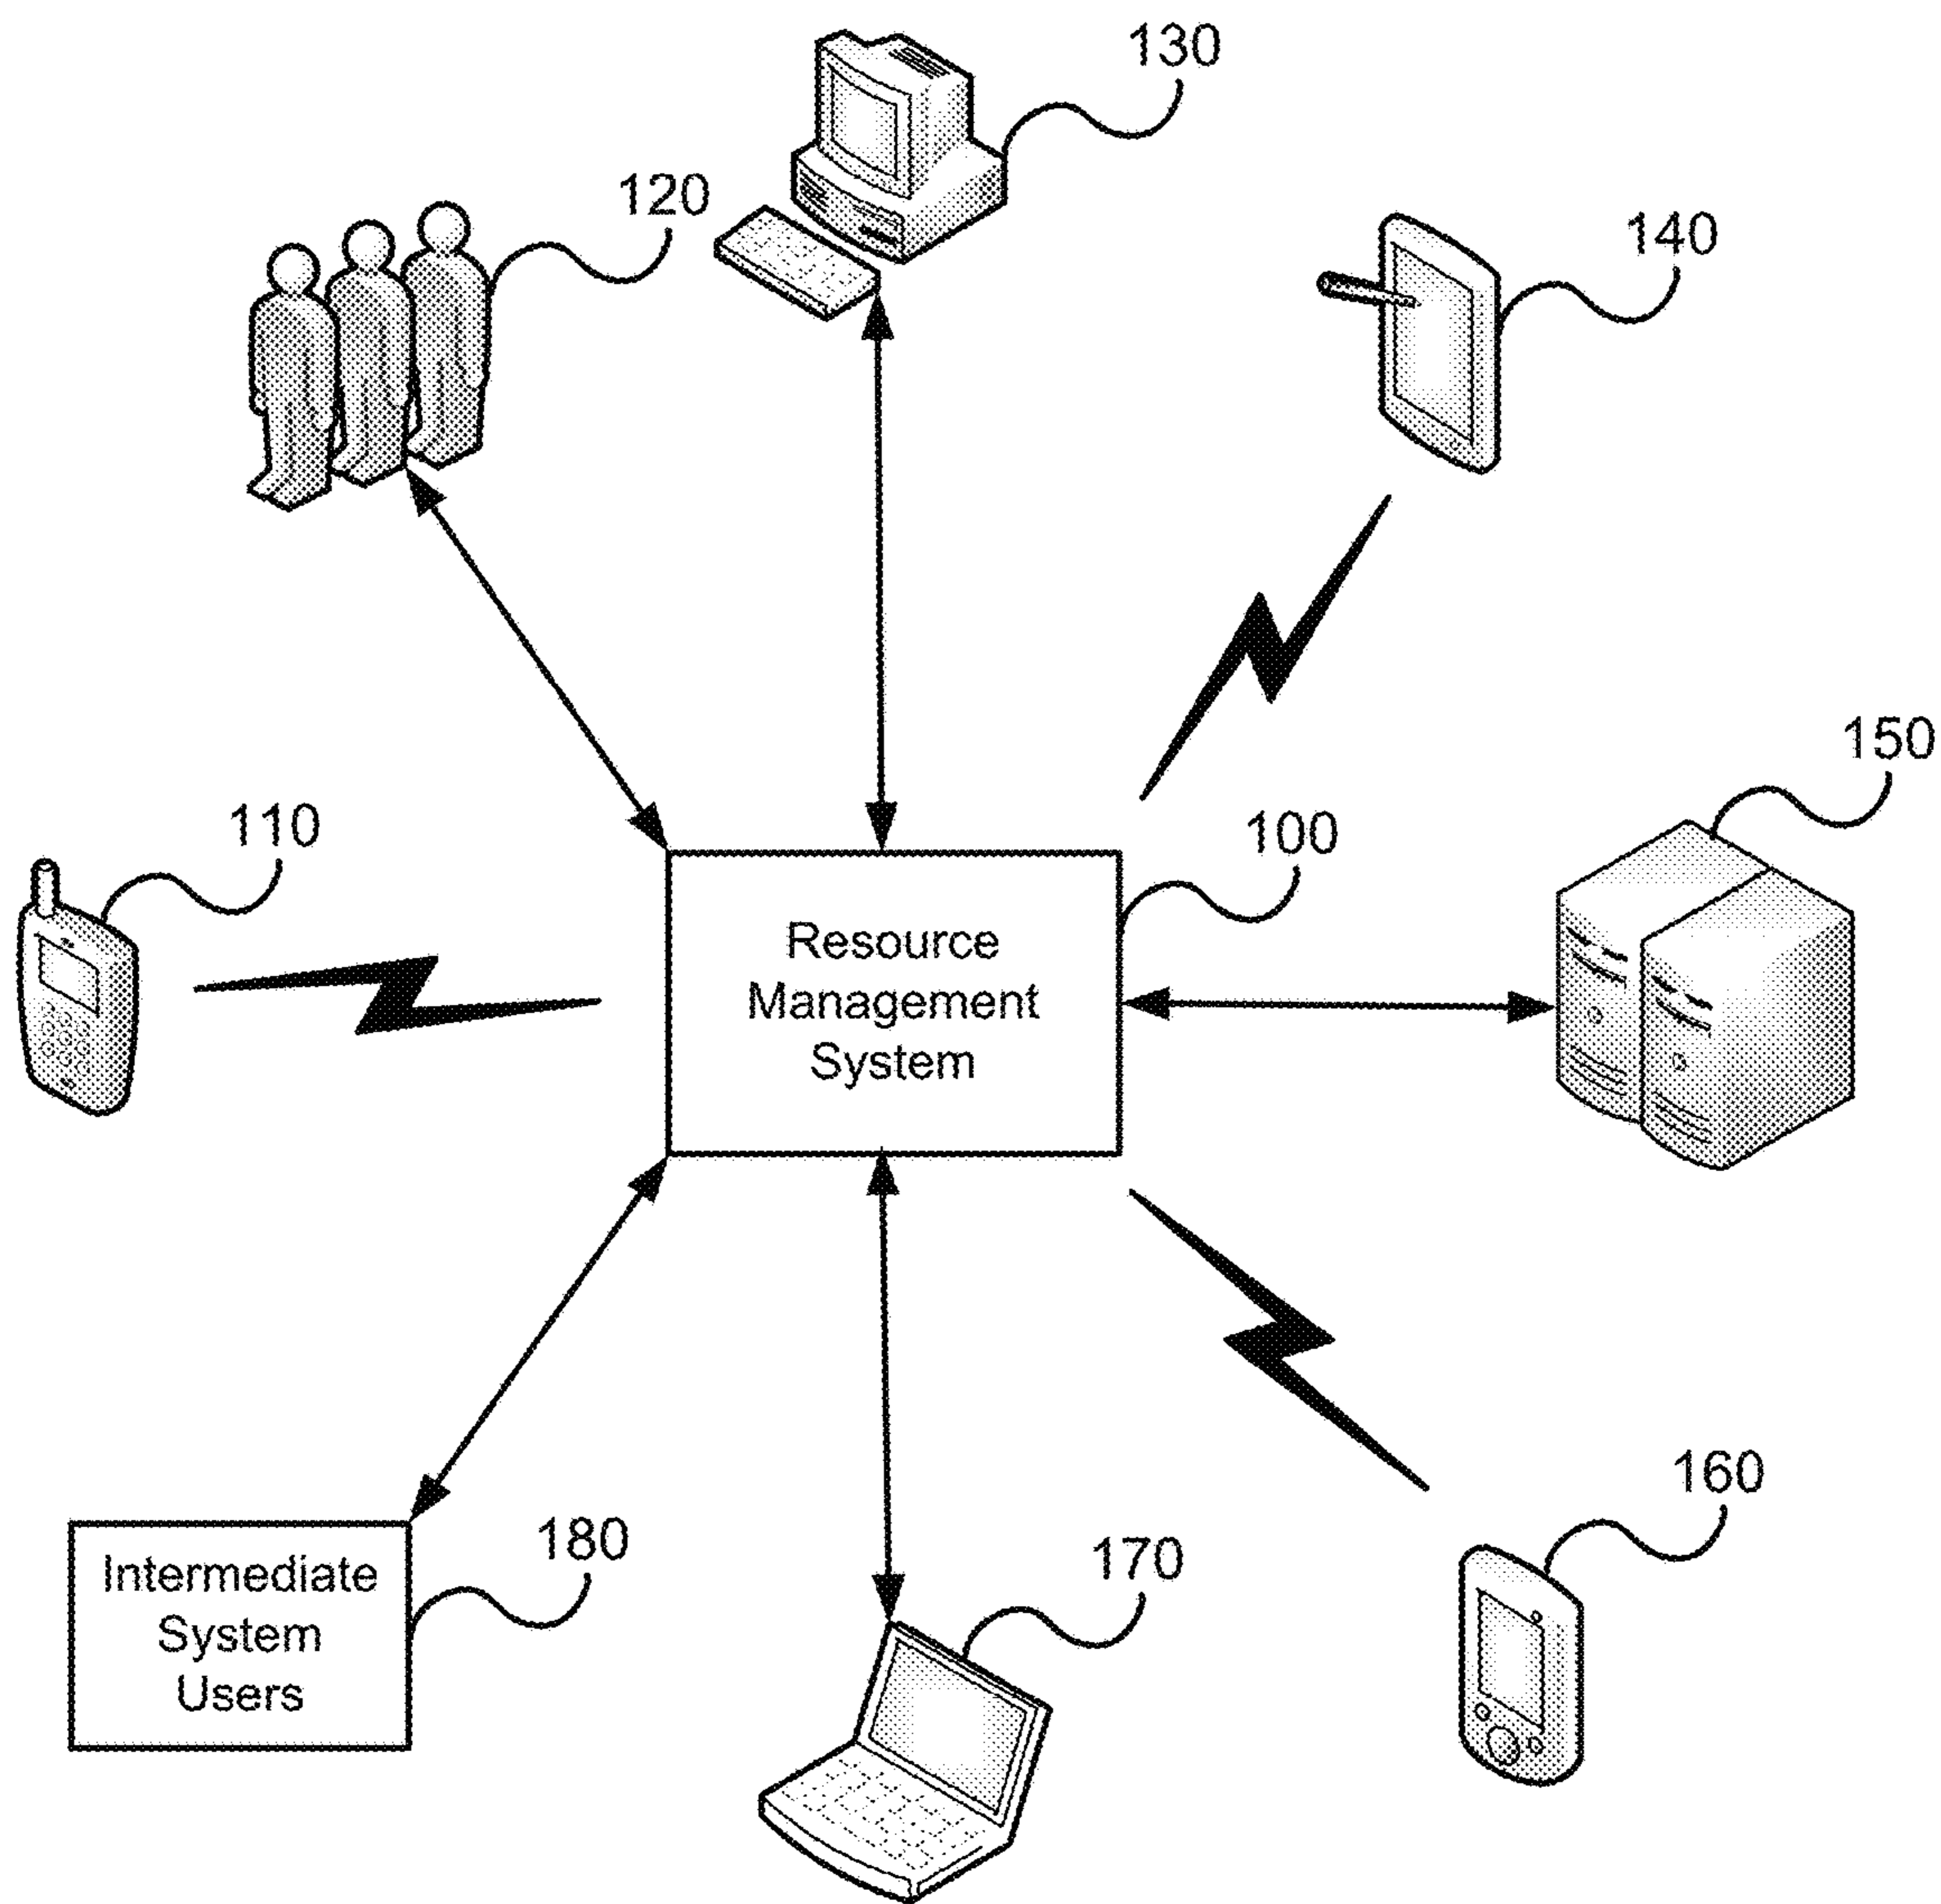 130
120
140
150
110
100
Resource
Management
System
160
180
170
Intermediate
System
Users